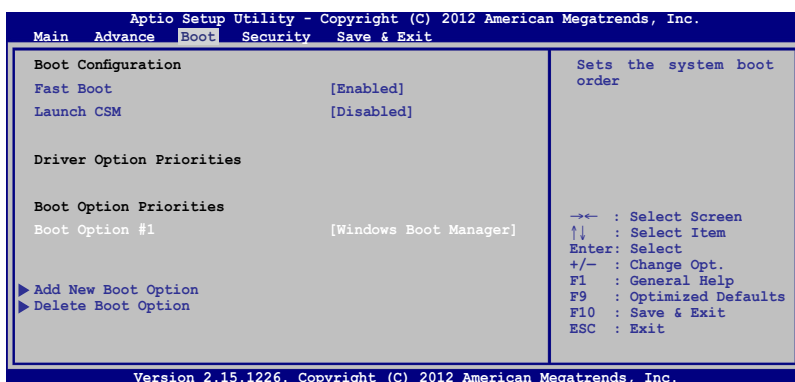 Aptio Setup Utility - Copyright (C) 2012 American Megatrends, Inc.
Main Advance Boot Security Save & Exit
Boot Configuration
Fast Boot [Enabled]
Launch CSM [Disabled]
Driver Option Priorities
Boot Option Priorities
Boot Option #1 [Windows Boot Manager]
Add New Boot Option
Delete Boot Option
Sets the system boot
order
→← : Select Screen
↑↓ : Select Item
Enter: Select
+/— : Change Opt.
F1 : General Help
F9 : Optimized Defaults
F10 : Save & Exit
ESC : Exit
Version 2.15.1226. Copyright (C) 2012 American Megatrends, Inc.